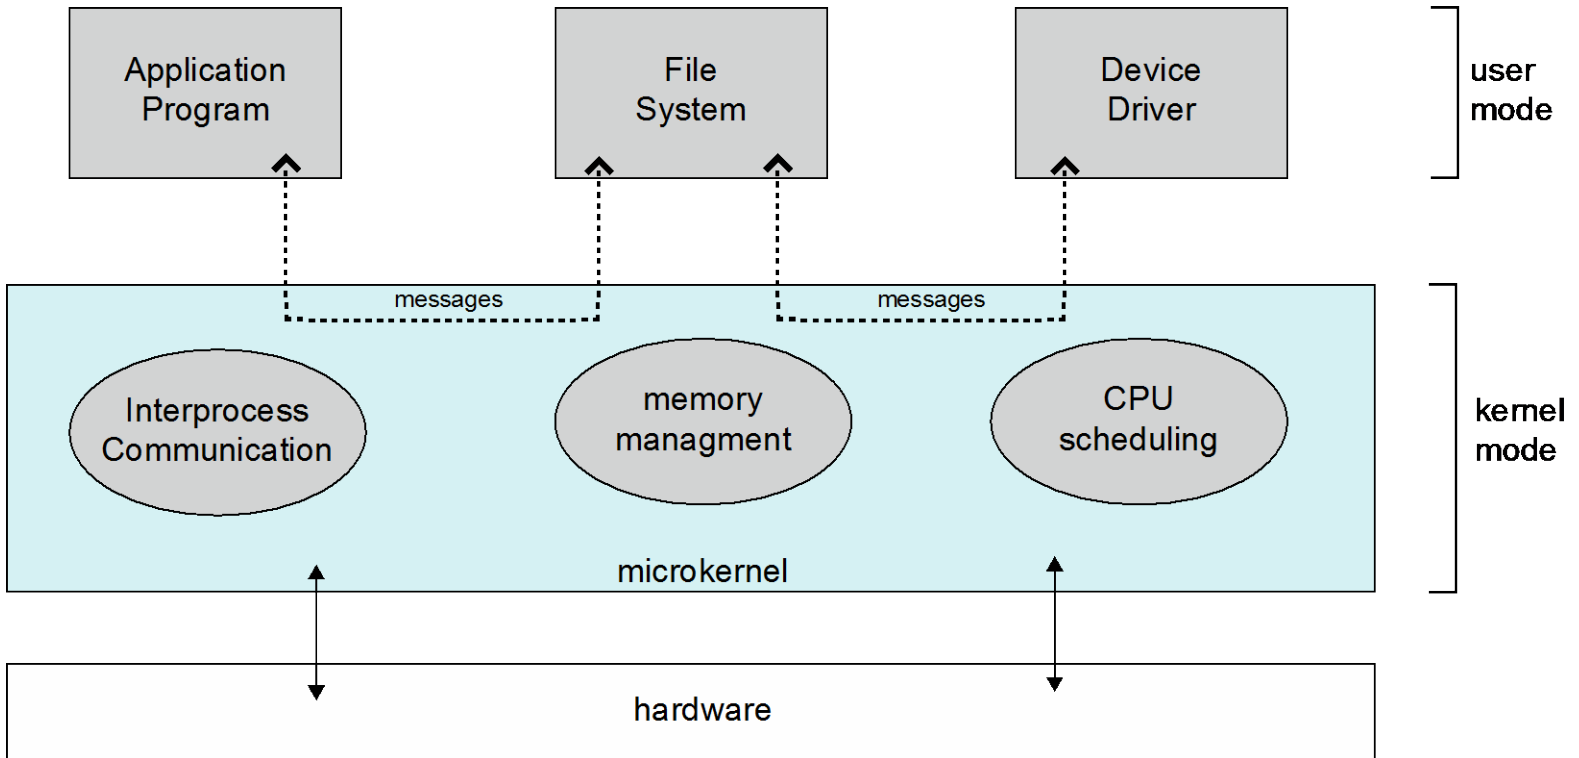 Application
Program
File
System
Device
Driver
user
mode
messages
messages
Interprocess
Communication
memory
managment
CPU
scheduling
kernel
mode
microkernel
hardware